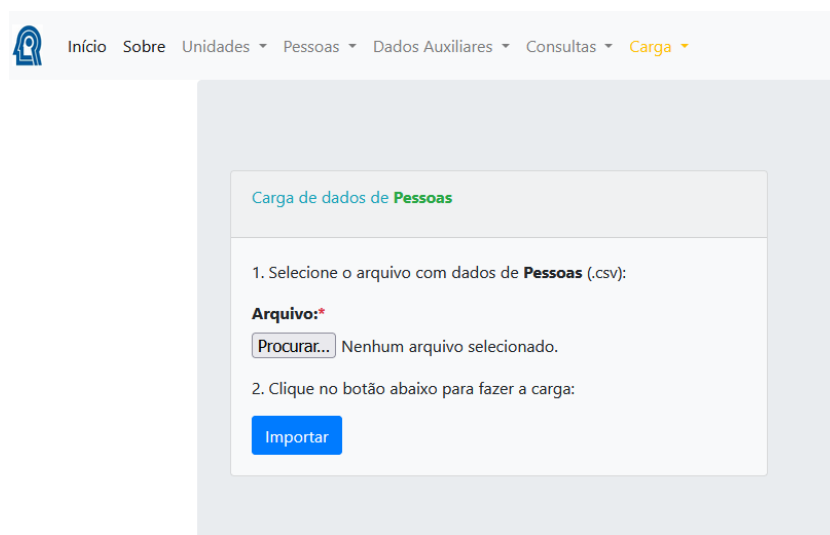 Início Sobre Unidades Pessoas Dados Auxiliares Consultas Carga
Carga de dados de Pessoas
1. Selecione o arquivo com dados de Pessoas (.csv):
Arquivo:*
Procurar... Nenhum arquivo selecionado.
2. Clique no botão abaixo para fazer a carga:
Importar